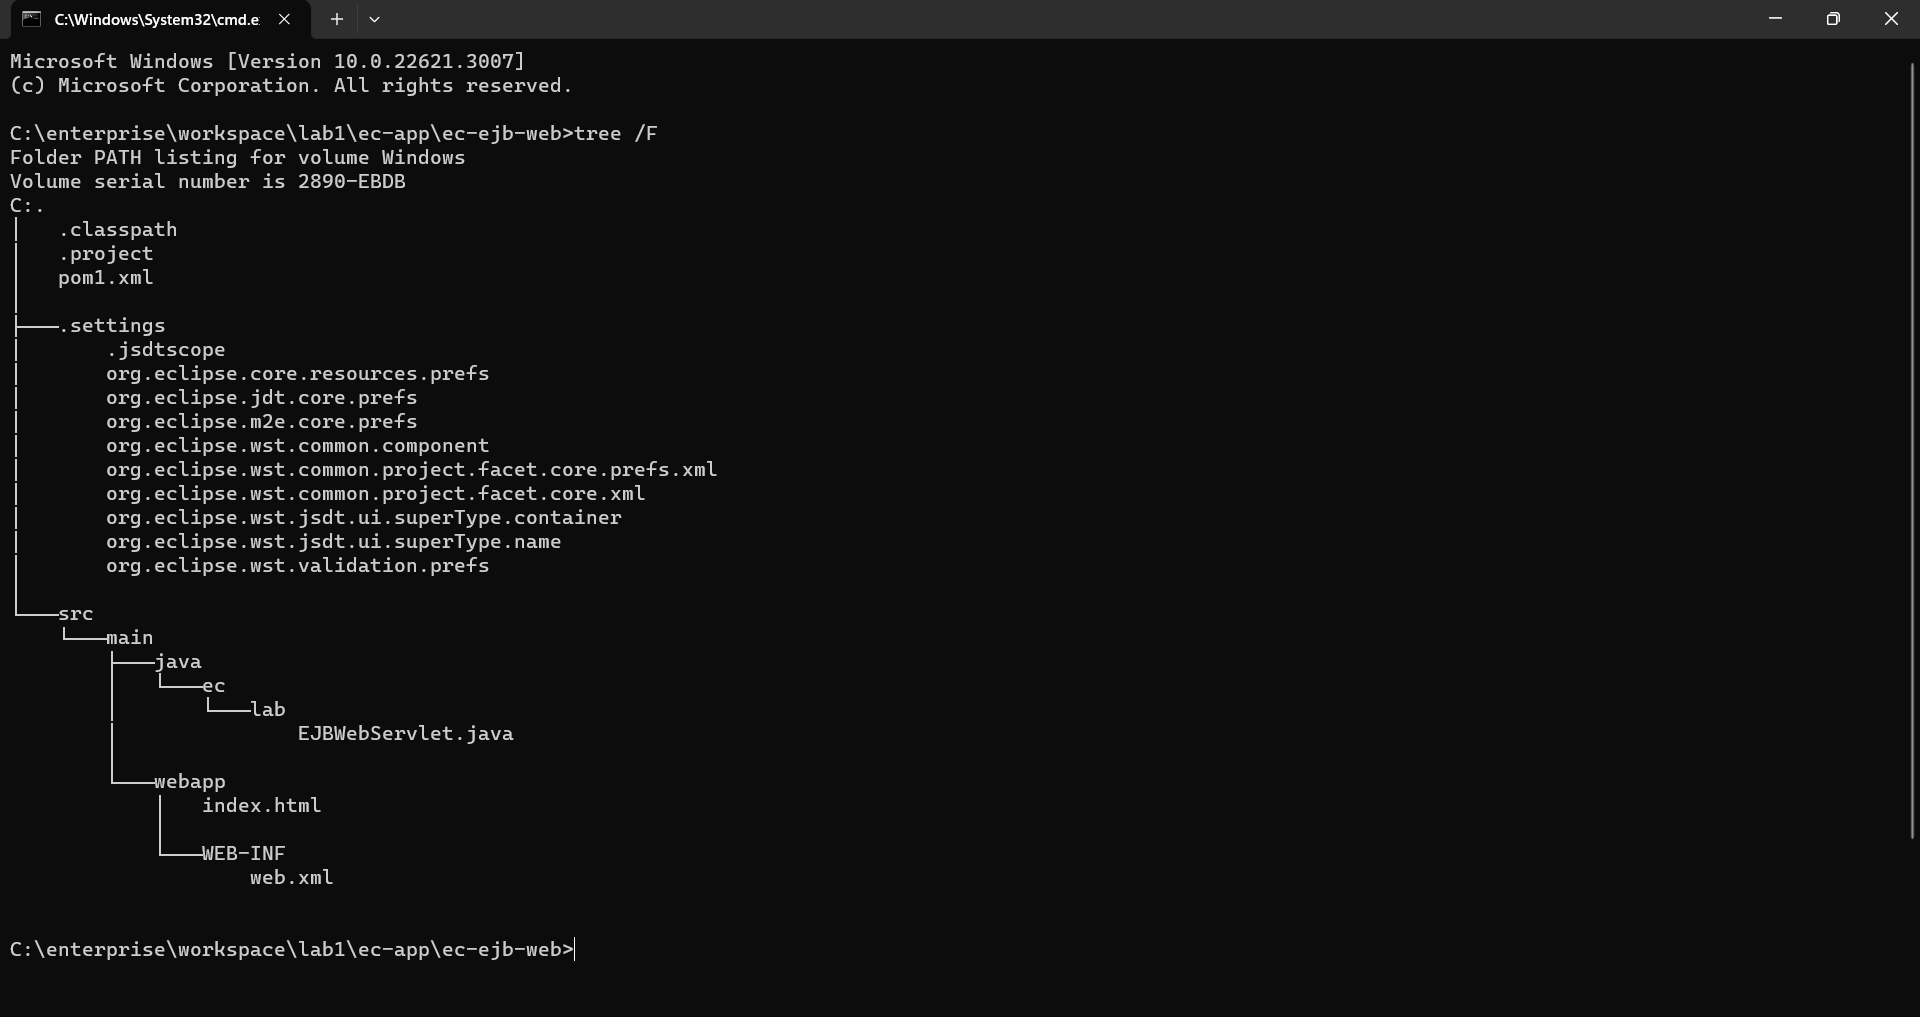 C:\Windows\System32\cmd.e
Microsoft Windows [Version 10.0.22621.3007]
(c) Microsoft Corporation. All rights reserved.
C:\enterprise\workspace\lab1\ec-app\ec-ejb-web>tree /F
Folder PATH listing for volume Windows
Volume serial number is 2890-EBDB
C:.
.classpath
.project
pom1.xml
.settings
.jsdtscope
org.eclipse.core.resources.prefs
org.eclipse.jdt.core.prefs
org.eclipse.m2e.core.prefs
org.eclipse.wst.common.component
org.eclipse.wst.common.project.facet.core.prefs.xml
org.eclipse.wst.common.project.facet.core.xml
org.eclipse.wst.jsdt.ui.superType.container
org.eclipse.wst.jsdt.ui.superType.name
org.eclipse.wst.validation.prefs
src
main
java
ec
lab
EJBWebServlet.java
webapp
index.html
WEB-INF
web.xml
C:\enterprise\workspace\lab1\ec-app\ec-ejb-web>